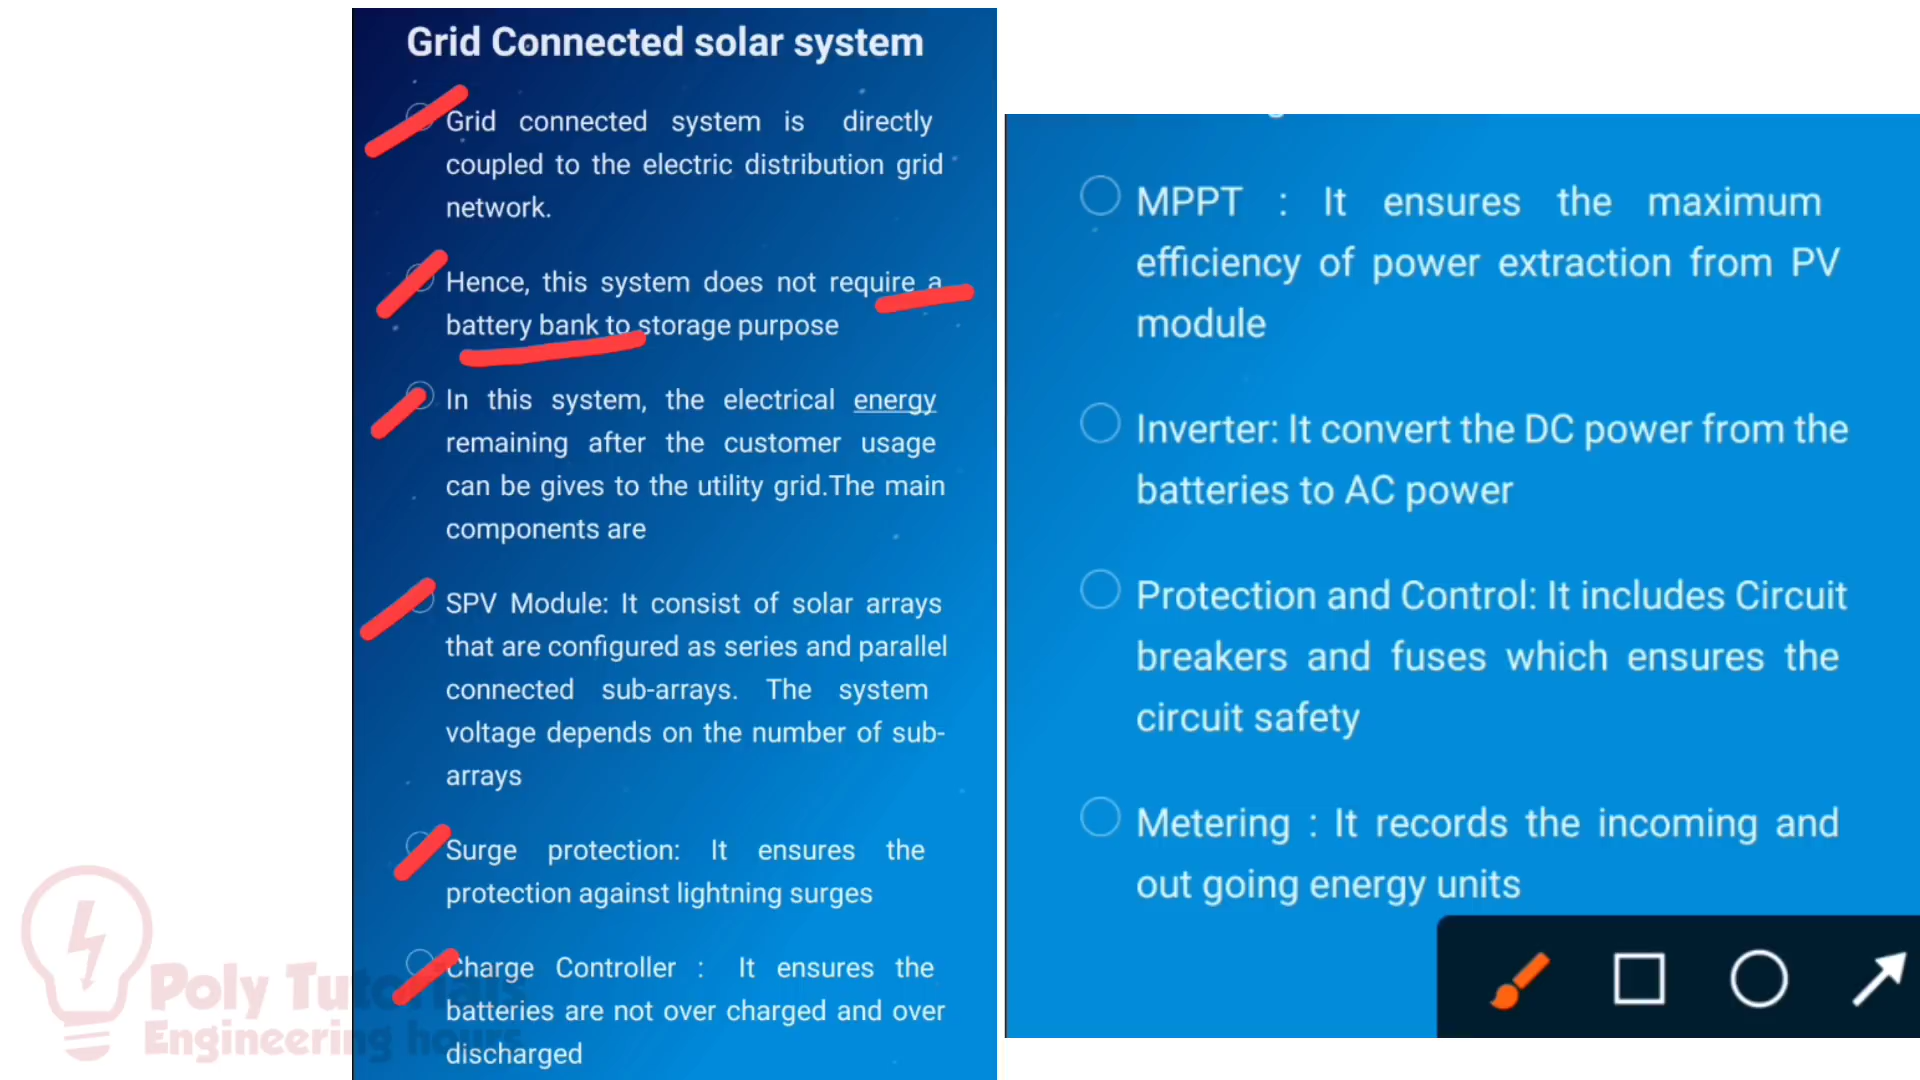 Grid Connected solar system
Grid connected system is directly
coupled to the electric distribution grid
network.
Hence, this system does not require a
battery bank to storage purpose
In this system, the electrical energy
remaining after the customer usage
can be gives to the utility grid.The main
components are
SPV Module: It consist of solar arrays
that are configured as series and parallel
connected sub-arrays. The system
voltage depends on the number of sub-
arrays
Surge protection: It ensures the
protection against lightning surges
Charge Controller : It ensures the
batteries are not over charged and over
discharged
MPPT : It ensures the maximum
efficiency of power extraction from PV
module
Inverter: It convert the DC power from the
batteries to AC power
Protection and Control: It includes Circuit
breakers and fuses which ensures the
circuit safety
Metering : It records the incoming and
out going energy units
Poly Tutorials
Engineering hours